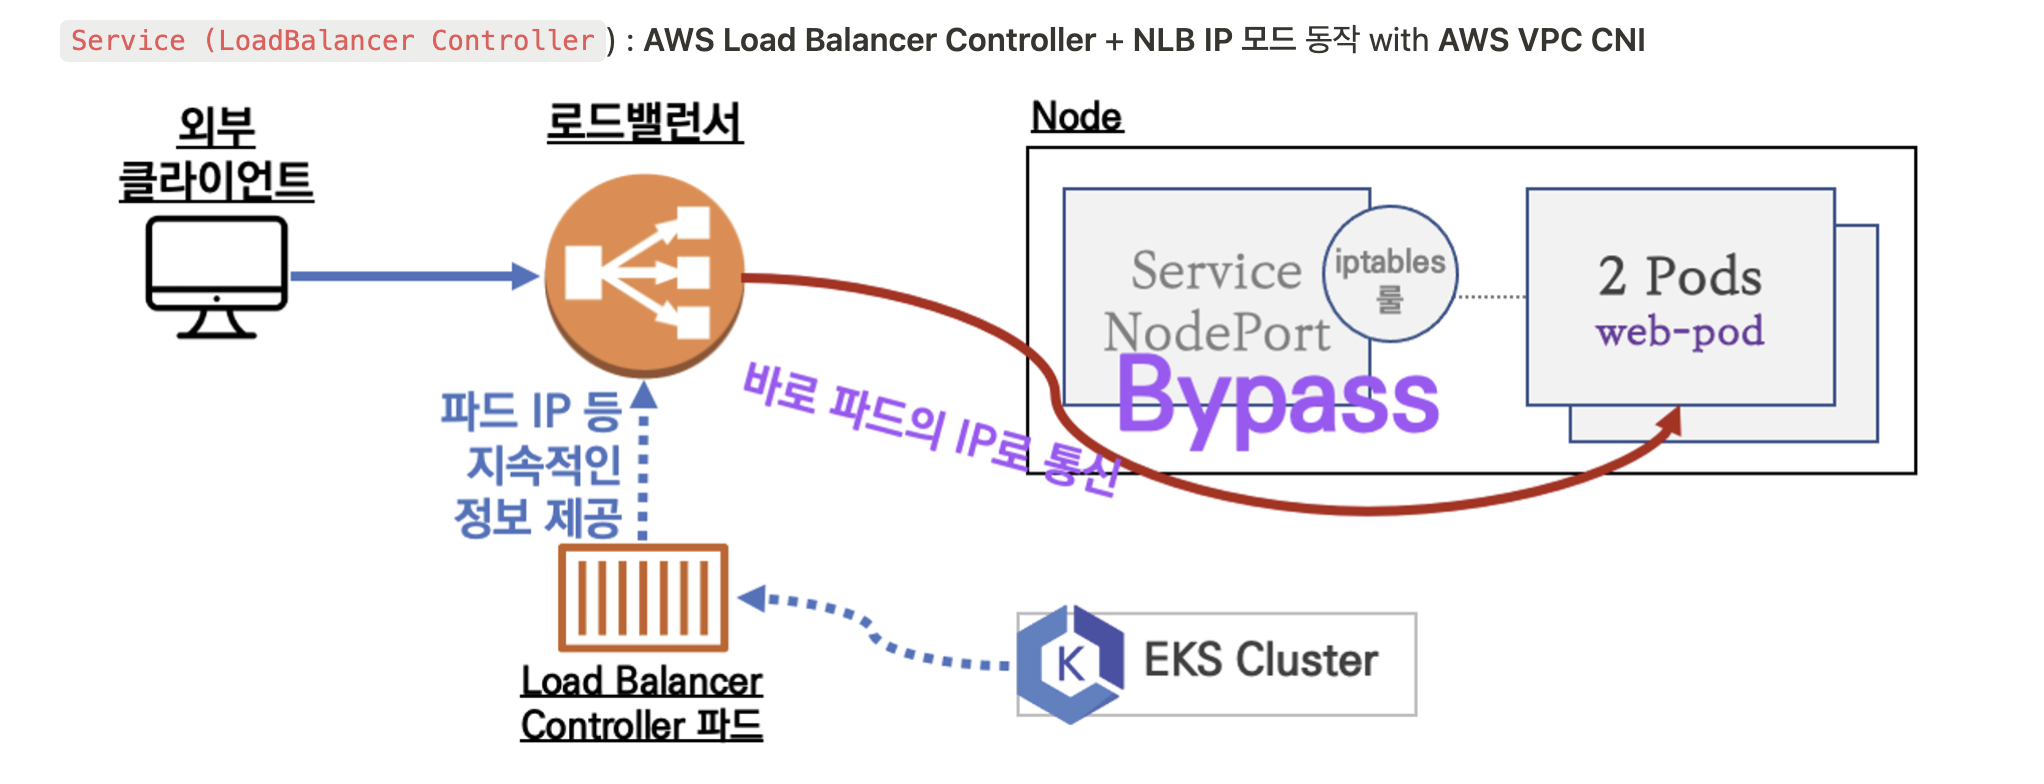 Service (LoadBalancer Controller) : AWS Load Balancer Controller + NLB IP 모드 동작 with AWS VPC CNI
외부
클라이언트
로드밸런서
Node
Service
NodePort
iptables
룰
2 Pods
web-pod
Bypass
바로 파드의 IP로 통신
파드 IP 등
지속적인
정보 제공
Load Balancer
Controller 파드
K
EKS Cluster